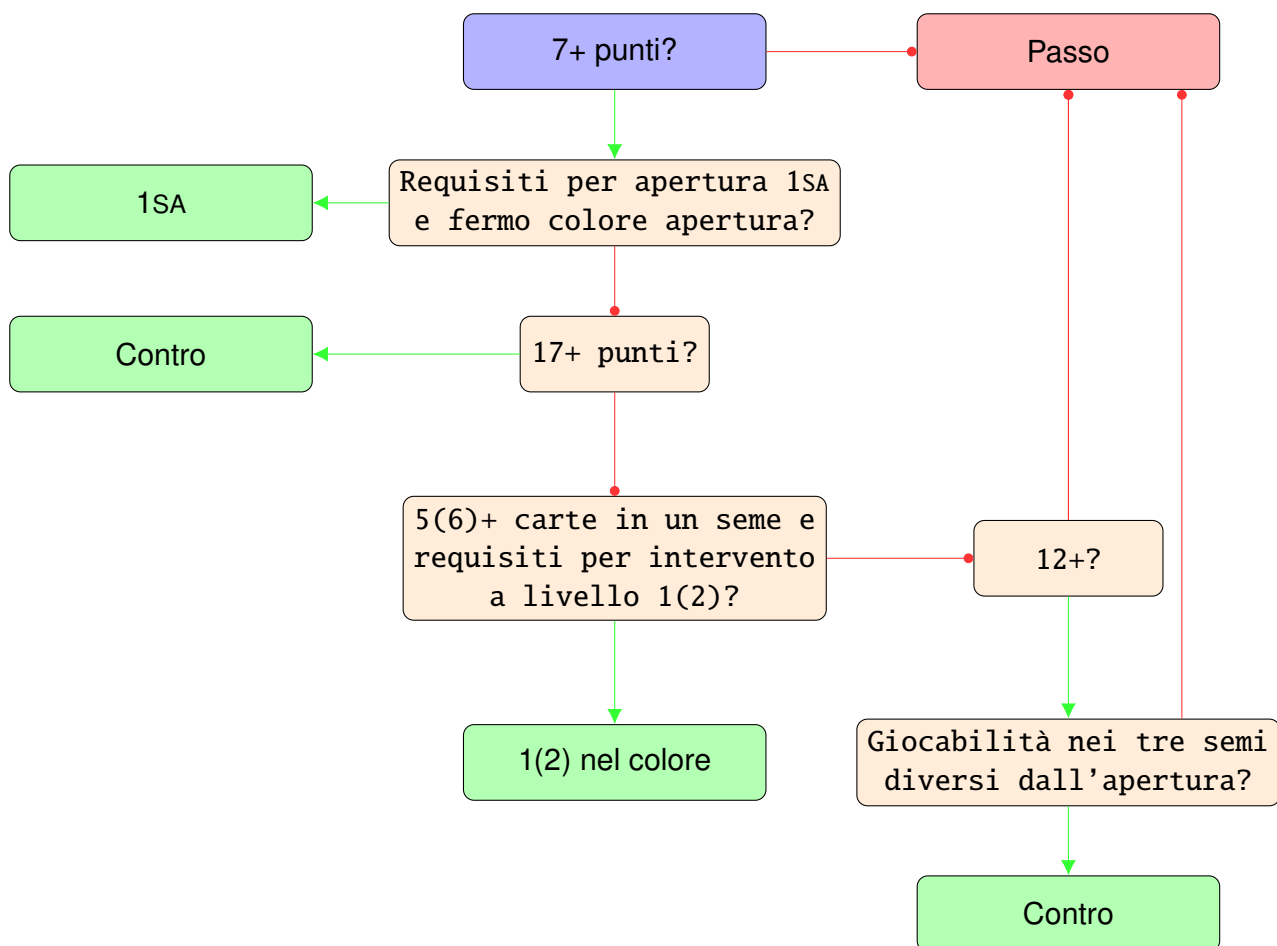 7+ punti?
Passo
1SA
Requisiti per apertura 1SA
e fermo colore apertura?
Contro
17+ punti?
5(6)+ carte in un seme e
requisiti per intervento
a livello 1(2)?
12+?
1(2) nel colore
Giocabilità nei tre semi
diversi dall'apertura?
Contro